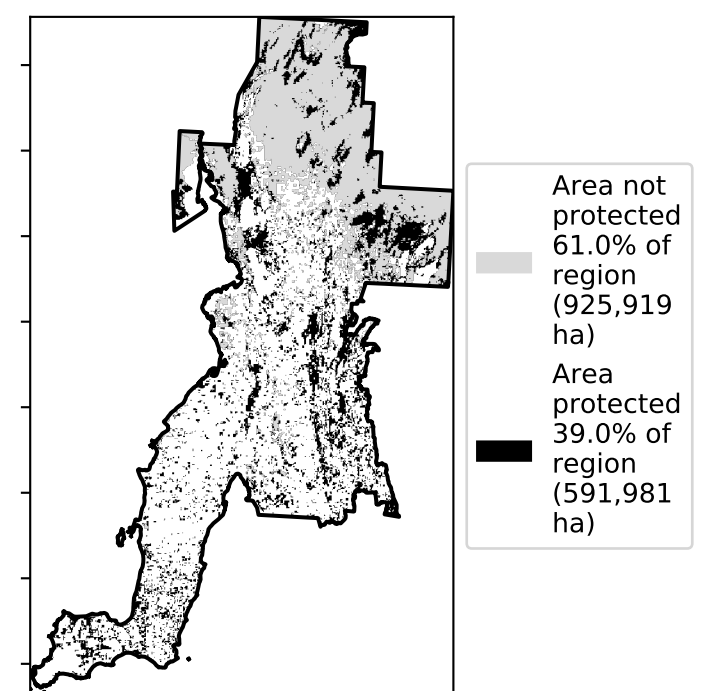 Area not
protected
61.0% of
region
(925,919
ha)
Area
protected
39.0% of
region
(591,981
ha)